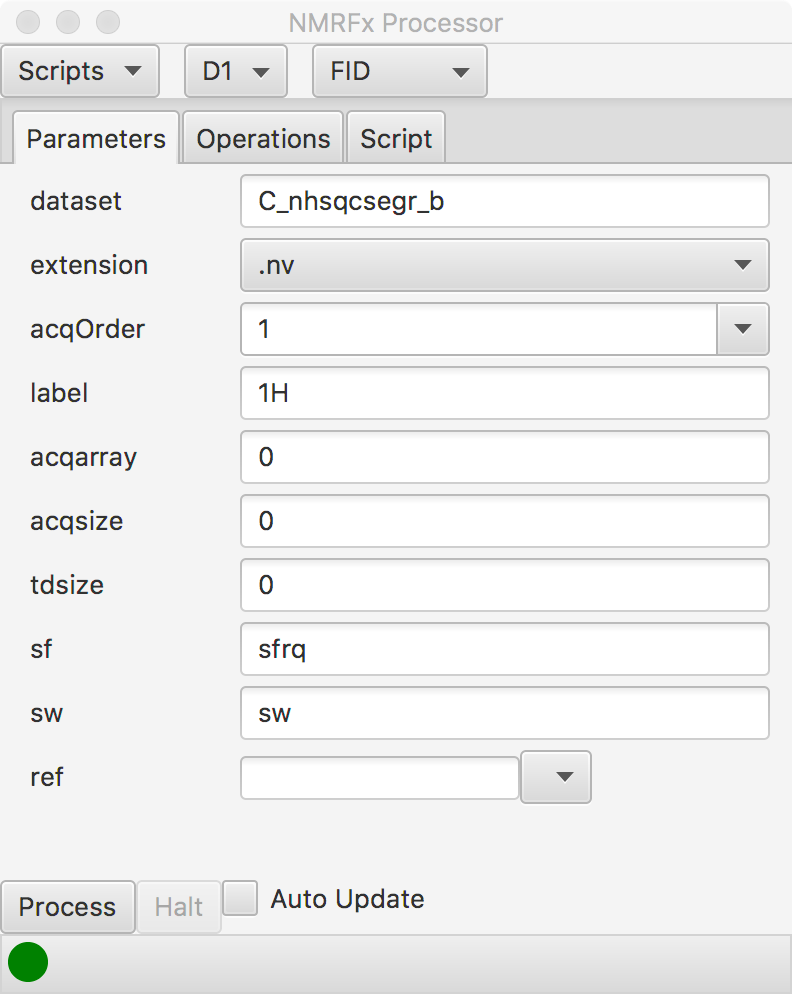 NMRFx Processor
Scripts D1 FID
Parameters Operations Script
dataset C_nhsqcsegr_b
extension .nv
acqOrder 1
label 1H
acqarray 0
acqsize 0
tdsize 0
sf sfrq
sw sw
ref
Process Halt Auto Update